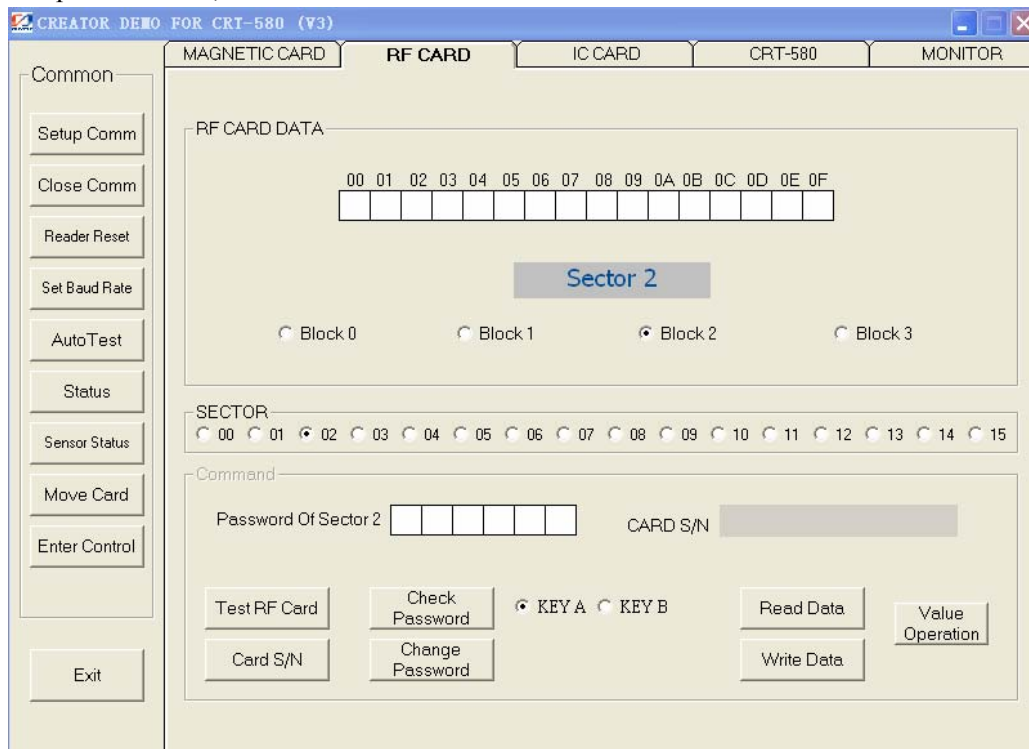 CREATOR DEMO FOR CRT-580 (V3)
MAGNETIC CARD RF CARD IC CARD CRT-580 MONITOR
Common
Setup Comm
Close Comm
Reader Reset
Set Baud Rate
AutoTest
Status
Sensor Status
Move Card
Enter Control
Exit
RF CARD DATA
00 01 02 03 04 05 06 07 08 09 0A 0B 0C 0D 0E 0F
Sector 2
Block 0 Block 1 Block 2 Block 3
SECTOR
00 01 02 03 04 05 06 07 08 09 10 11 12 13 14 15
Command
Password Of Sector 2 CARD S/N
Test RF Card
Check
Password
KEY A KEY B
Read Data
Value
Operation
Card S/N
Change
Password
Write Data